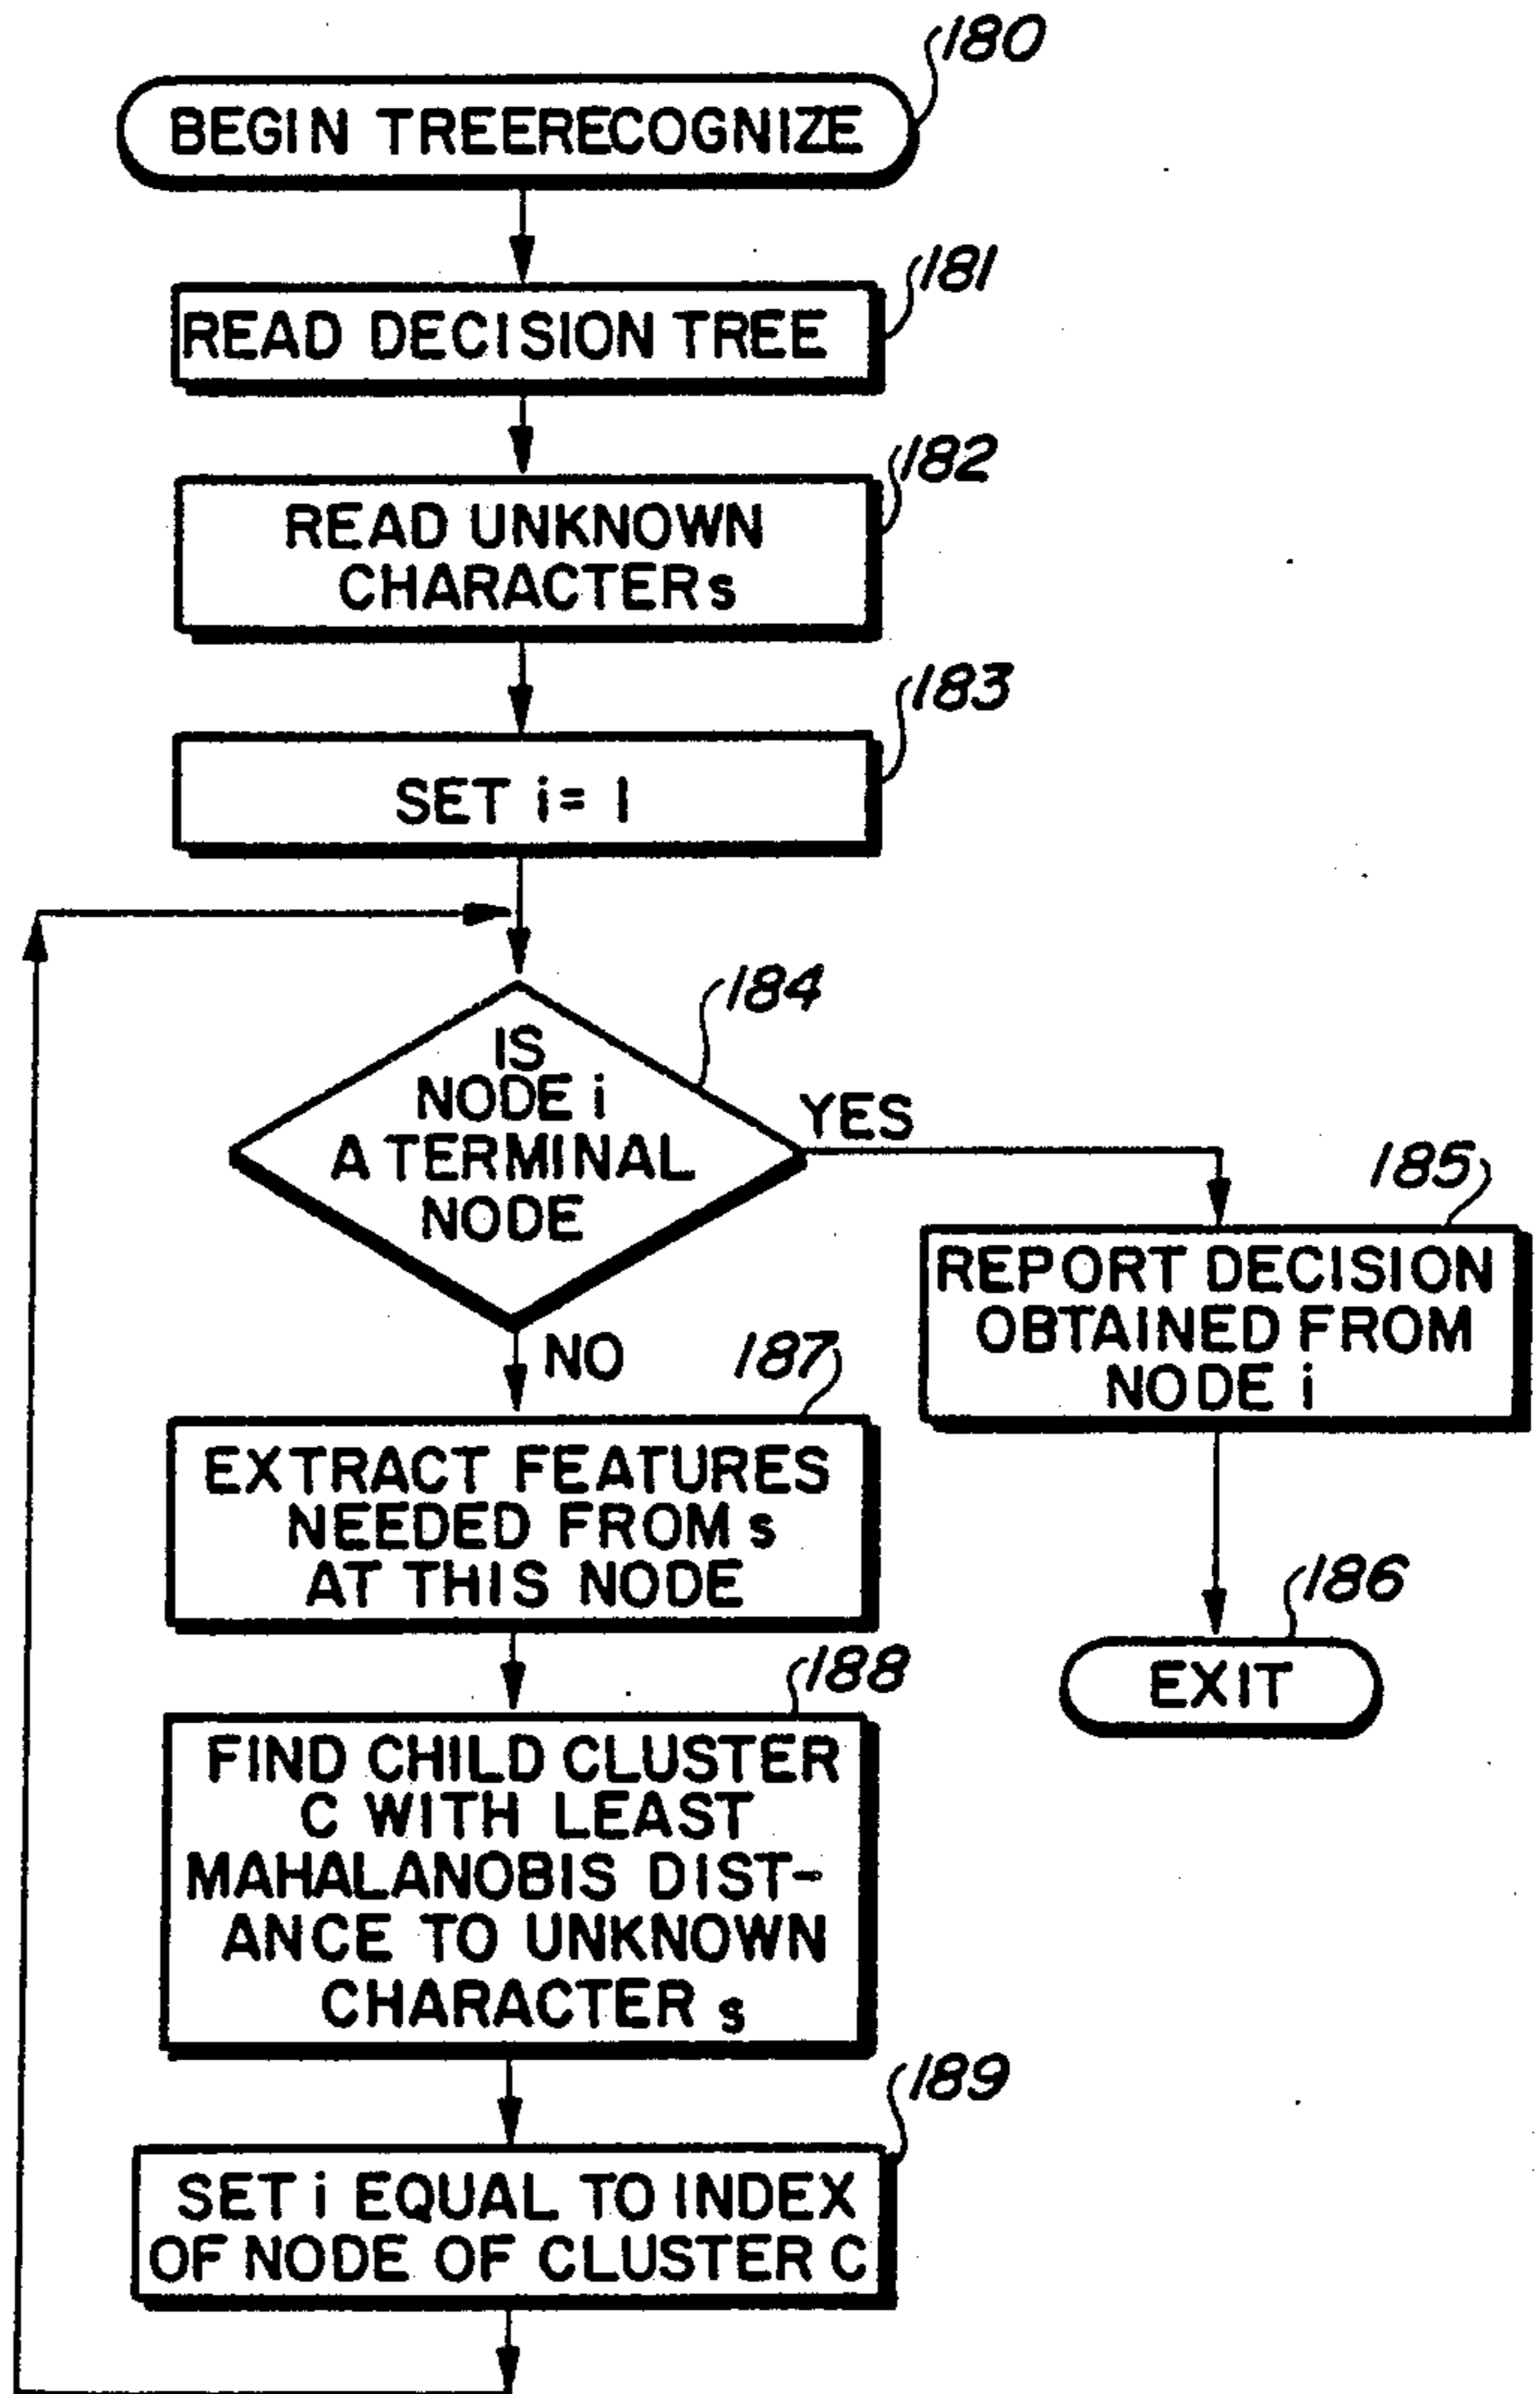 180
BEGIN TREERECOGNIZE
181
READ DECISION TREE
182
READ UNKNOWN
CHARACTER s
183
SET i = 1
184
IS
NODE i
A TERMINAL
NODE
YES
NO
185
REPORT DECISION
OBTAINED FROM
NODE i
186
EXIT
187
EXTRACT FEATURES
NEEDED FROM s
AT THIS NODE
188
FIND CHILD CLUSTER
C WITH LEAST
MAHALANOBIS DIST-
ANCE TO UNKNOWN
CHARACTER s
189
SET i EQUAL TO INDEX
OF NODE OF CLUSTER C